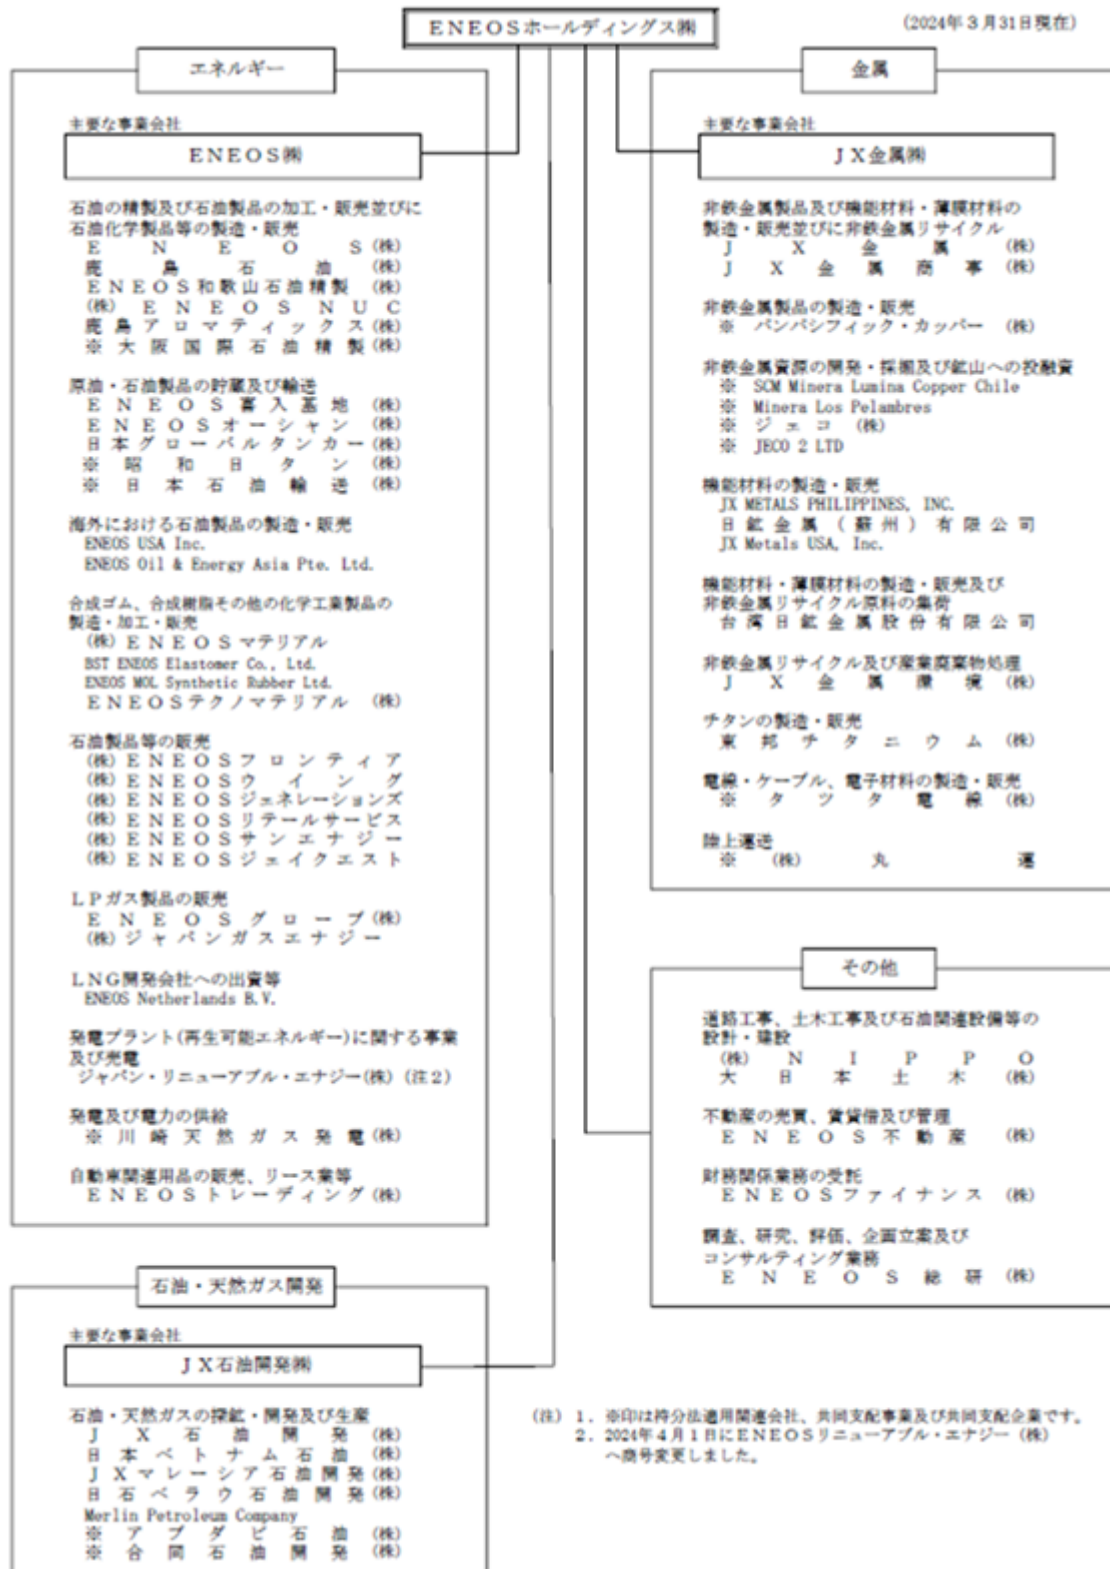 ENEOSホールディングス㈱
(2024年3月31日現在)
エネルギー
主要な事業会社
ENEOS㈱
石油の精製及び石油製品の加工・販売並びに
石油化学製品等の製造・販売
ENEOS(株)
鹿島石油(株)
ENEOS和歌山石油精製(株)
(株)ENEOS NUC
鹿島アロマティックス(株)
※大阪国際石油精製(株)
原油・石油製品の貯蔵及び輸送
ENEOS喜入基地(株)
ENEOSオーシャン(株)
日本グローバルタンカー(株)
※昭和日タン(株)
※日本石油輸送(株)
海外における石油製品の製造・販売
ENEOS USA Inc.
ENEOS Oil & Energy Asia Pte. Ltd.
合成ゴム、合成樹脂その他の化学工業製品の
製造・加工・販売
(株)ENEOSマテリアル
BST ENEOS Elastomer Co., Ltd.
ENEOS MOL Synthetic Rubber Ltd.
ENEOSテクノマテリアル(株)
石油製品等の販売
(株)ENEOSフロンティア
(株)ENEOSウイング
(株)ENEOSジェネレーションズ
(株)ENEOSリテールサービス
(株)ENEOSサンエナジー
(株)ENEOSジェイクエスト
LPガス製品の販売
ENEOSグローブ(株)
(株)ジャパンガスエナジー
LNG開発会社への出資等
ENEOS Netherlands B.V.
発電プラント(再生可能エネルギー)に関する事業
及び売電
ジャパン・リニューアブル・エナジー(株)(注2)
発電及び電力の供給
※川崎天然ガス発電(株)
自動車関連用品の販売、リース業等
ENEOSトレーディング(株)
石油・天然ガス開発
主要な事業会社
JX石油開発㈱
石油・天然ガスの探鉱・開発及び生産
JX石油開発(株)
日本ベトナム石油(株)
JXマレーシア石油開発(株)
日石ベラウ石油開発(株)
Merlin Petroleum Company
※アブダビ石油(株)
※合同石油開発(株)
金属
主要な事業会社
JX金属㈱
非鉄金属製品及び機能材料・薄膜材料の
製造・販売並びに非鉄金属リサイクル
JX金属(株)
JX金属商事(株)
非鉄金属製品の製造・販売
※ パンパシフィック・カッパー(株)
非鉄金属資源の開発・採掘及び鉱山への投融資
※ SCM Minera Lumina Copper Chile
※ Minera Los Pelambres
※ ジェコ(株)
※ JECO 2 LTD
機能材料の製造・販売
JX METALS PHILIPPINES, INC.
日鉱金属(蘇州)有限公司
JX Metals USA, Inc.
機能材料・薄膜材料の製造・販売及び
非鉄金属リサイクル原料の集荷
台湾日鉱金属股份有限公司
非鉄金属リサイクル及び産業廃棄物処理
JX金属環境(株)
チタンの製造・販売
東邦チタニウム(株)
電線・ケーブル、電子材料の製造・販売
※ タツタ電線(株)
陸上運送
※ (株)丸運
その他
道路工事、土木工事及び石油関連設備等の
設計・建設
(株)NIPPO
大日本土木(株)
不動産の売買、賃貸借及び管理
ENEOS不動産(株)
財務関係業務の受託
ENEOSファイナンス(株)
調査、研究、評価、企画立案及び
コンサルティング業務
ENEOS総研(株)
(注) 1. ※印は持分法適用関連会社、共同支配事業及び共同支配企業です。
2. 2024年4月1日にENEOSリニューアブル・エナジー(株)
へ商号変更しました。